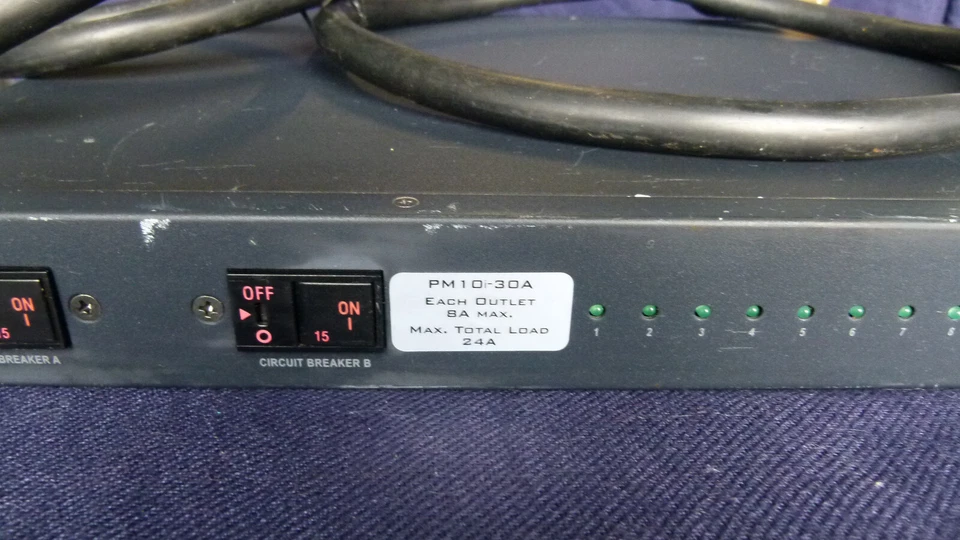 ON
I
15
BREAKER A
OFF
O
ON
I
15
CIRCUIT BREAKER B
PM10i-30A
EACH OUTLET
8A MAX.
MAX. TOTAL LOAD
24A
1 2 3 4 5 6 7 8